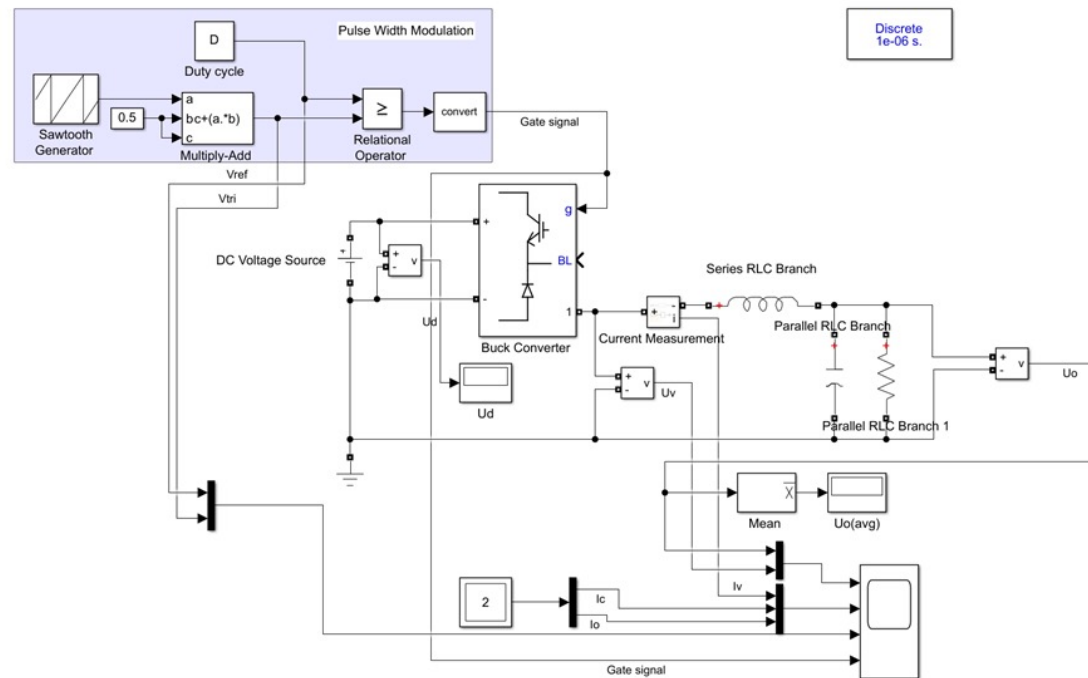 Discrete
1e-06 s.
Pulse Width Modulation
D
Duty cycle
Sawtooth
Generator
0.5
a
bc+(a.*b)
c
Multiply-Add
≥
Relational
Operator
convert
Gate signal
Vref
Vtri
DC Voltage Source
+
+
-
v
Ud
+
-
g
BL
1
Buck Converter
Ud
+
-
i
Current Measurement
Series RLC Branch
Parallel RLC Branch
Parallel RLC Branch 1
+
-
v
Uv
+
-
v
Uo
Mean
X
Uo(avg)
2
Ic
Io
Iv
Gate signal